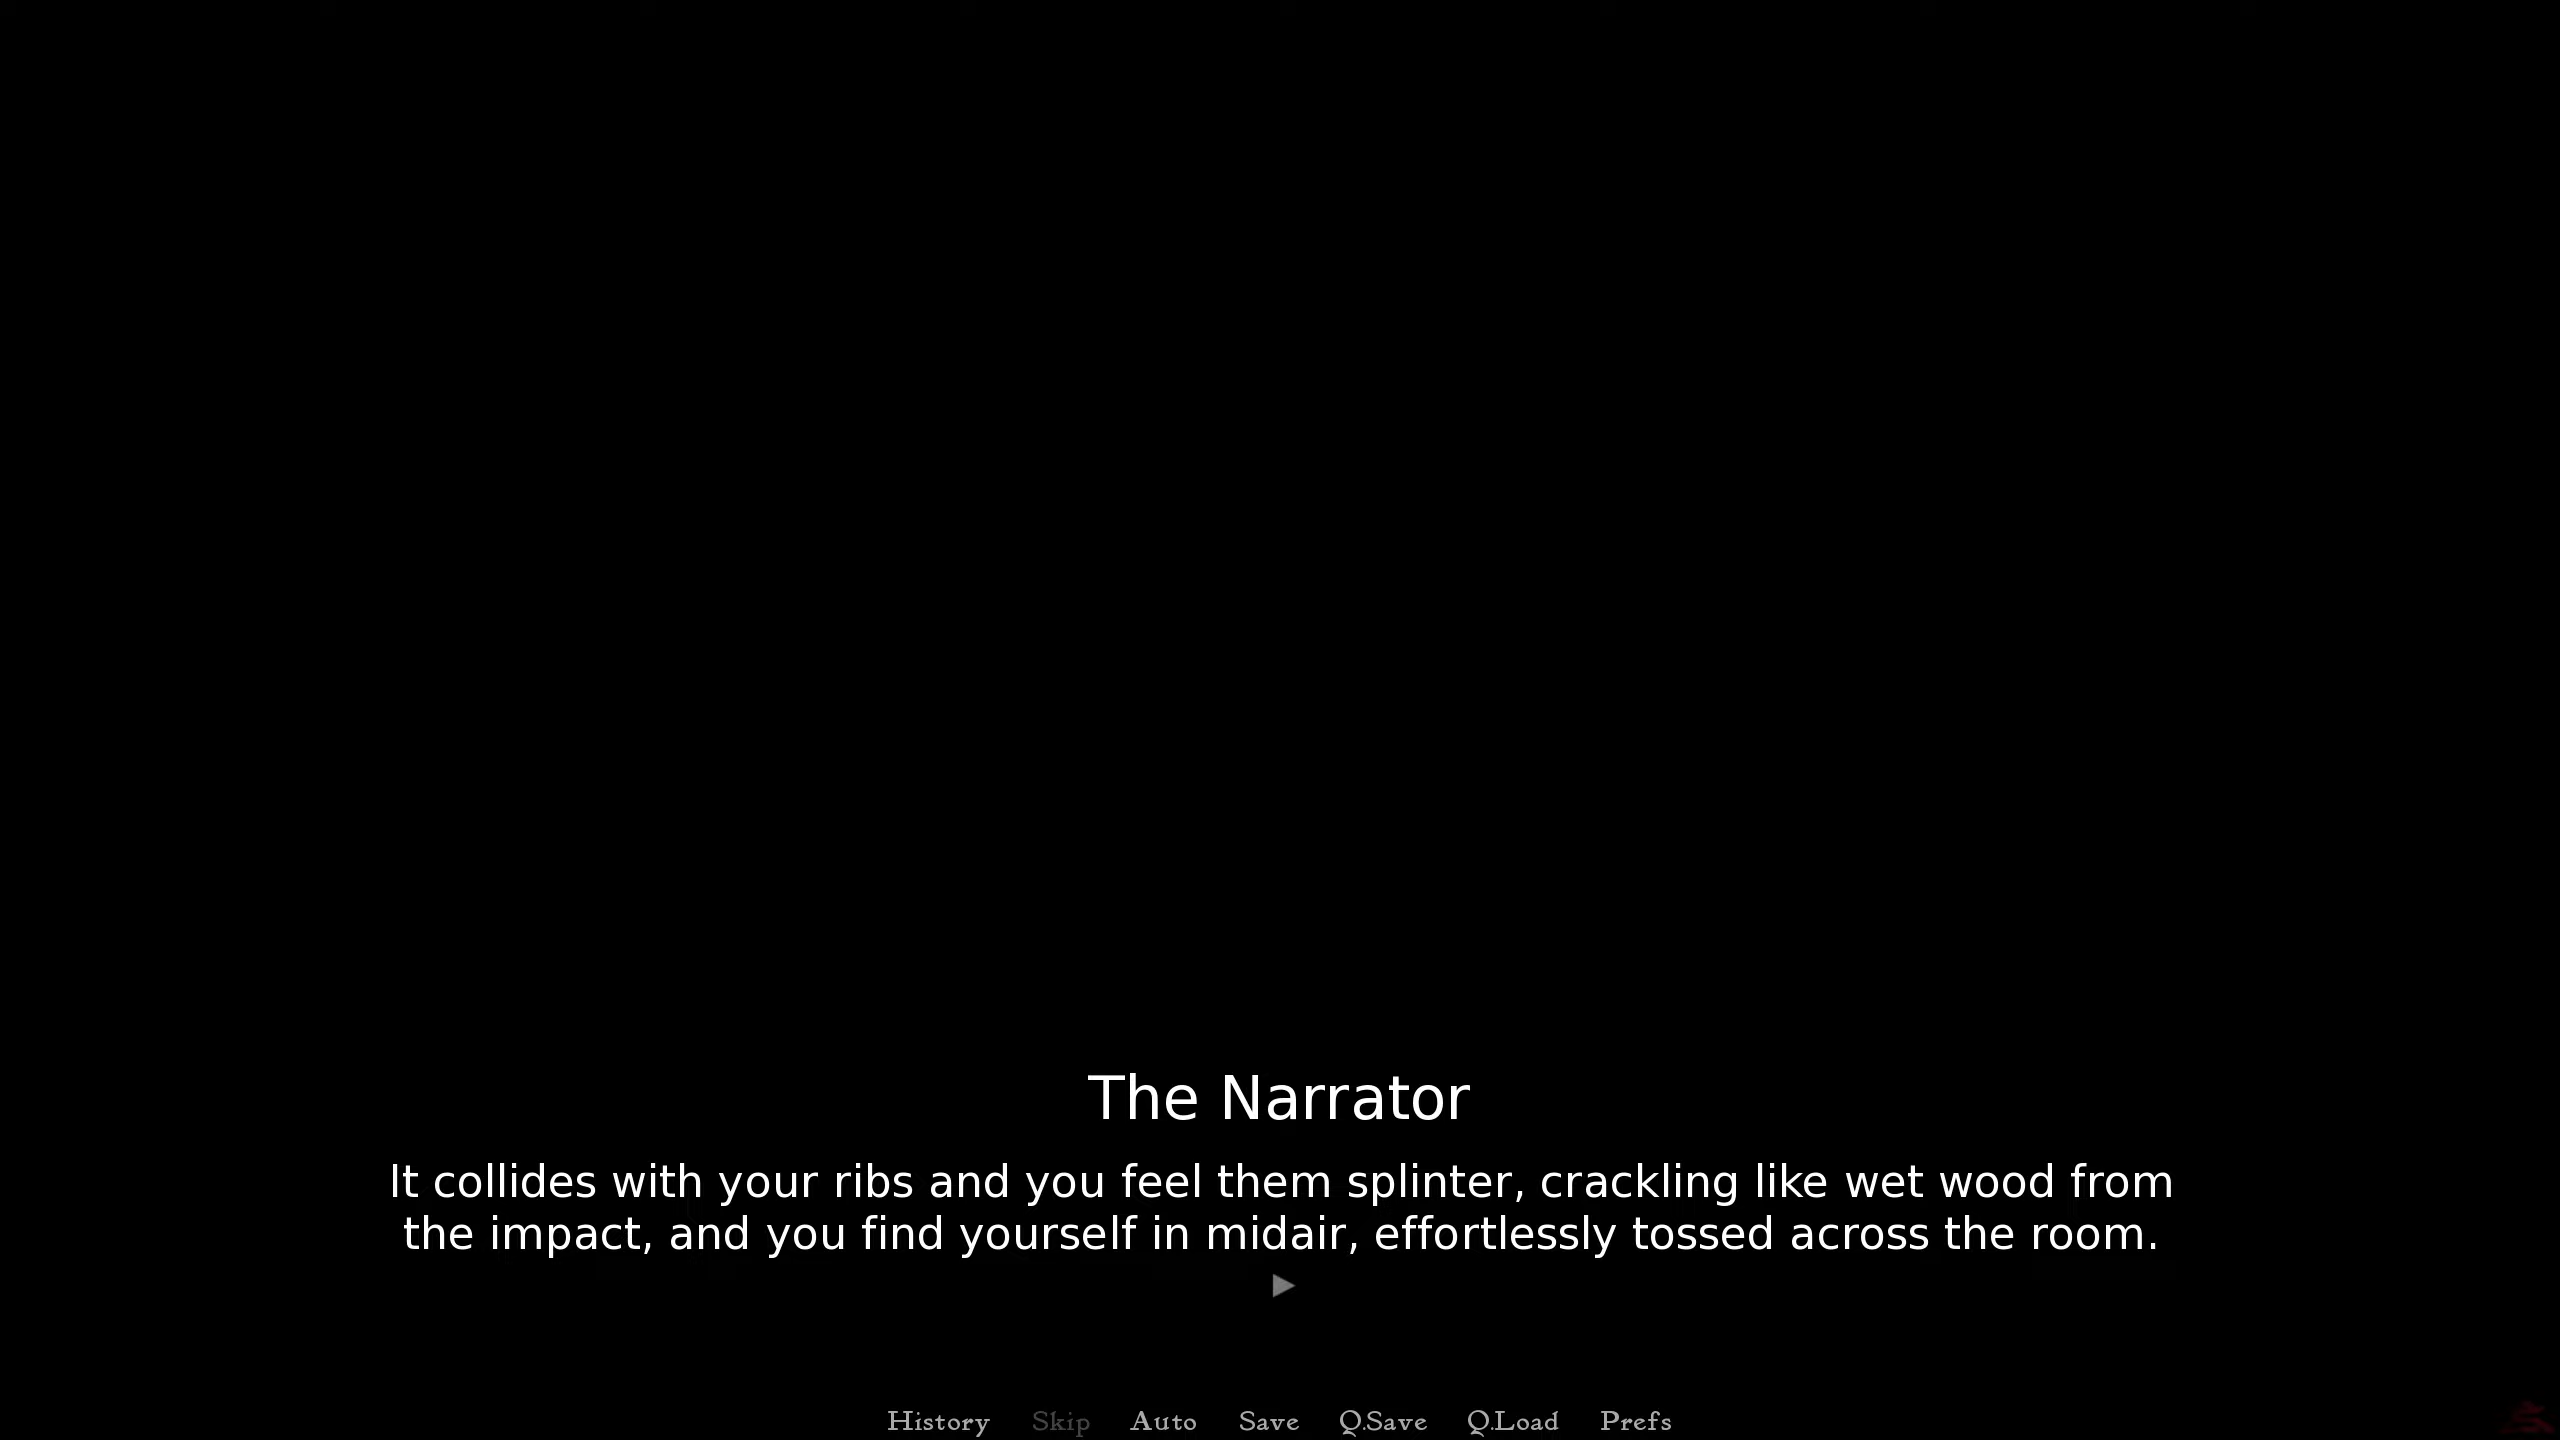 The Narrator
It collides with your ribs and you feel them splinter, crackling like wet wood from
the impact, and you find yourself in midair, effortlessly tossed across the room.
History Skip Auto Save Q.Save Q.Load Prefs